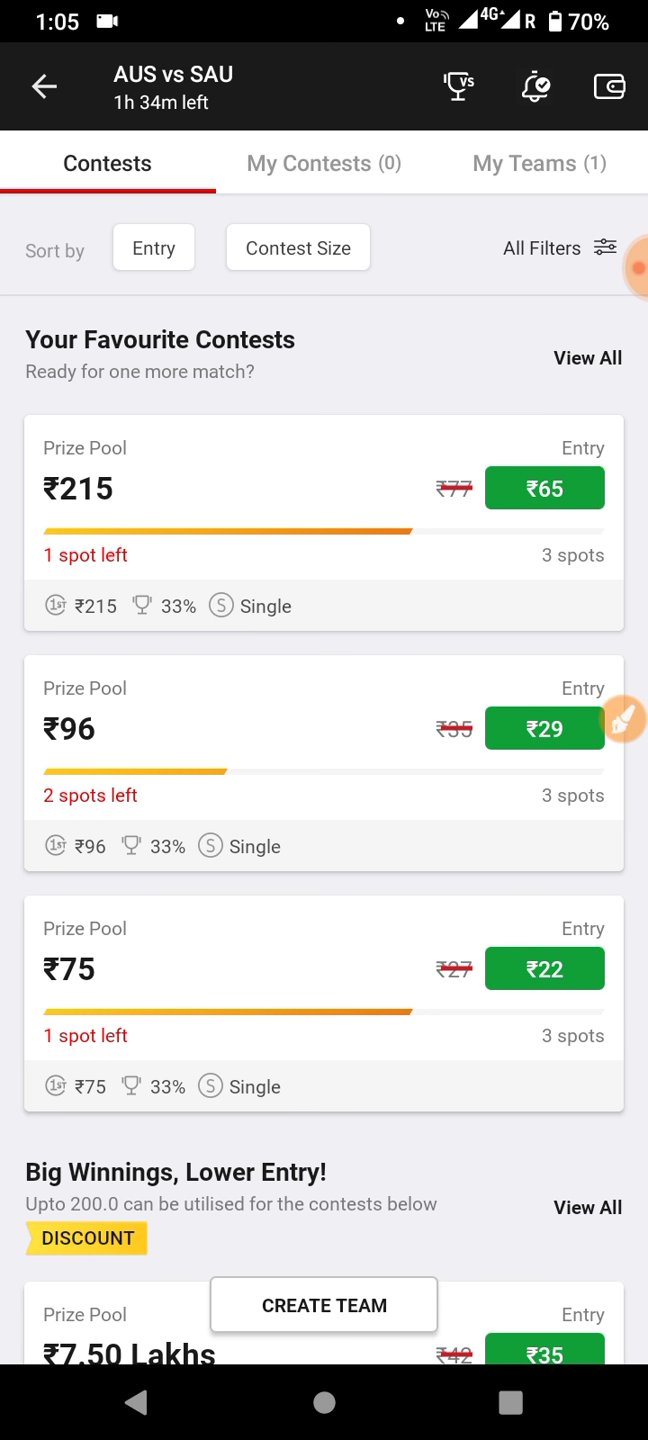 1:05 Vo LTE 4G R 70%
AUS vs SAU
1h 34m left
VS
Contests My Contests (0) My Teams (1)
Sort by Entry Contest Size All Filters
Your Favourite Contests
Ready for one more match?
View All
Prize Pool Entry
₹215 ₹77 ₹65
1 spot left 3 spots
1ST ₹215 33% S Single
Prize Pool Entry
₹96 ₹35 ₹29
2 spots left 3 spots
1ST ₹96 33% S Single
Prize Pool Entry
₹75 ₹27 ₹22
1 spot left 3 spots
1ST ₹75 33% S Single
Big Winnings, Lower Entry!
Upto 200.0 can be utilised for the contests below
View All
DISCOUNT
CREATE TEAM
Prize Pool Entry
₹7.50 Lakhs ₹42 ₹35